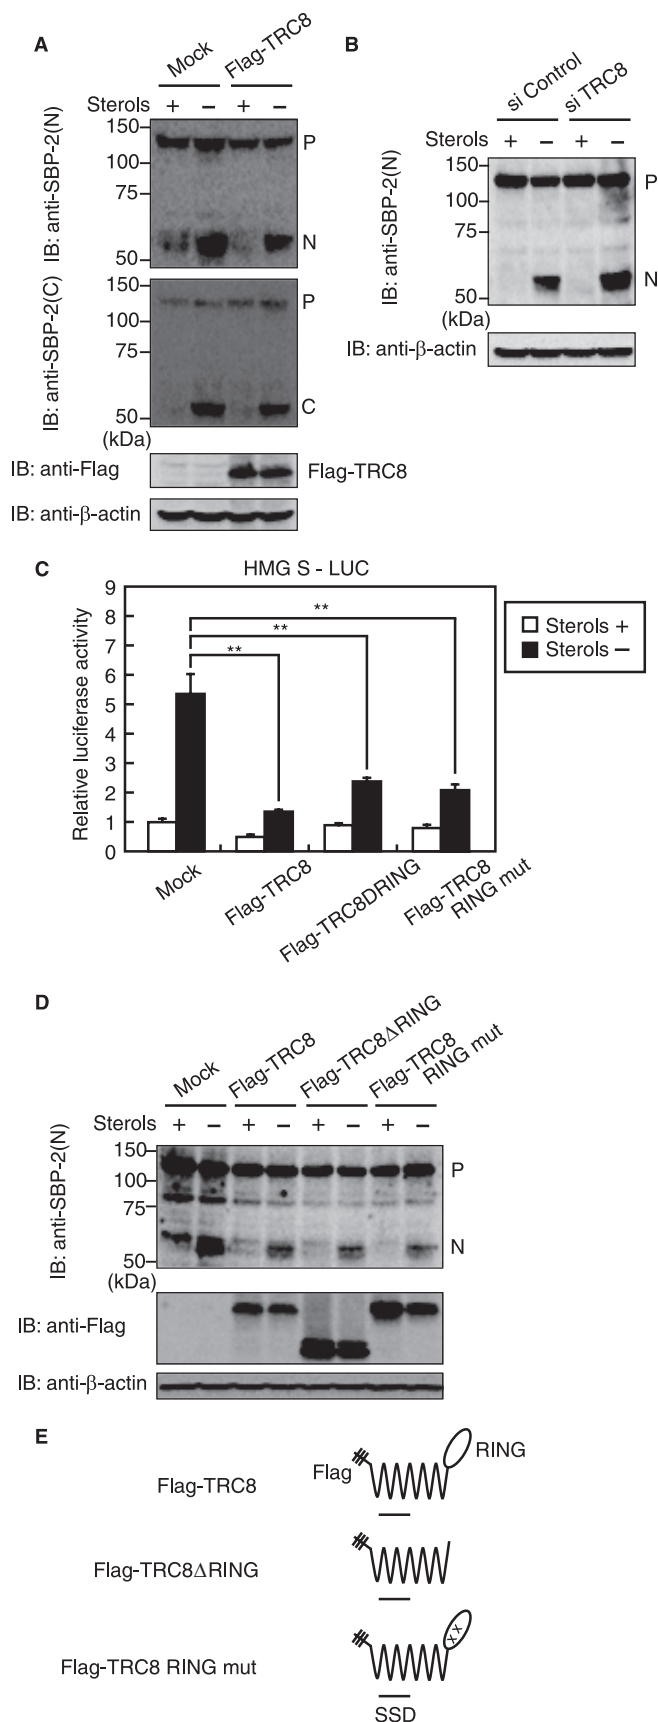 A
Mock
Flag-TRC8
Sterols + – + –
IB: anti-SBP-2(N)
150
100
75
50
P
N
IB: anti-SBP-2(C)
150
100
75
50
(kDa)
P
C
IB: anti-Flag
Flag-TRC8
IB: anti-β-actin
B
si Control
si TRC8
Sterols + – + –
IB: anti-SBP-2(N)
150
100
75
50
(kDa)
P
N
IB: anti-β-actin
C
HMG S - LUC
Relative luciferase activity
9
8
7
6
5
4
3
2
1
0
**
**
**
Sterols +
Sterols –
Mock
Flag-TRC8
Flag-TRC8DRING
Flag-TRC8
RING mut
D
Mock
Flag-TRC8
Flag-TRC8ΔRING
Flag-TRC8
RING mut
Sterols + – + – + – + –
IB: anti-SBP-2(N)
150
100
75
50
(kDa)
P
N
IB: anti-Flag
IB: anti-β-actin
E
Flag
RING
Flag-TRC8
Flag-TRC8ΔRING
x x
Flag-TRC8 RING mut
SSD